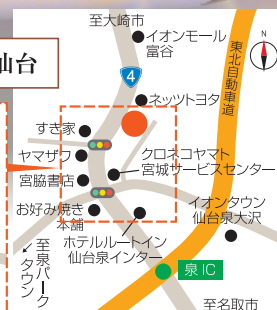 至大崎市
イオンモール
富谷
仙台
4
東北自動車道
N
ネッツトヨタ
すき家
ヤマザワ
クロネコヤマト
宮城サービスセンター
宮脇書店
お好み焼き
本舗
イオンタウン
仙台泉大沢
至泉パーク
タウン
ホテルルートイン
仙台泉インター
泉 IC
至名取市